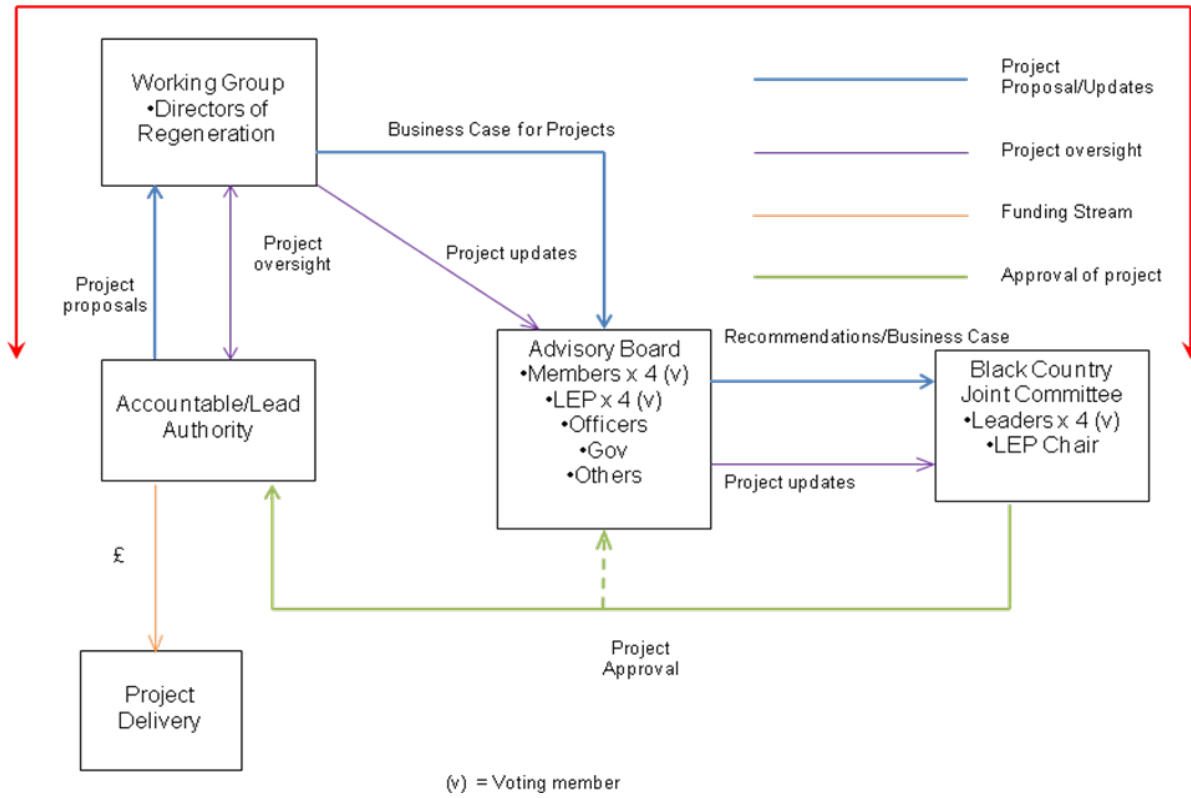 Working Group
•Directors of
Regeneration
Business Case for Projects
Project
Proposal/Updates
Project oversight
Funding Stream
Approval of project
Project
oversight
Project updates
Project
proposals
Accountable/Lead
Authority
Advisory Board
•Members x 4 (v)
•LEP x 4 (v)
•Officers
•Gov
•Others
Recommendations/Business Case
Project updates
Black Country
Joint Committee
•Leaders x 4 (v)
•LEP Chair
£
Project
Approval
Project
Delivery
(v) = Voting member